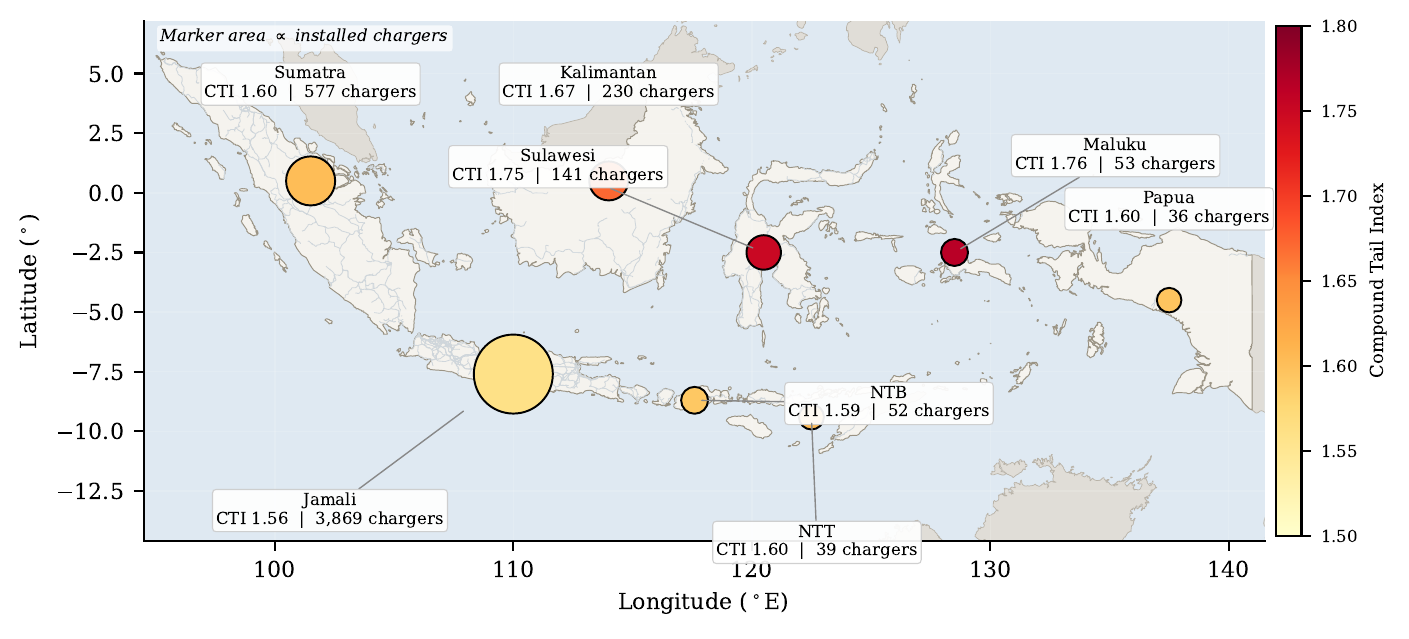 Marker area ∝ installed chargers
Sumatra
CTI 1.60 | 577 chargers
Kalimantan
CTI 1.67 | 230 chargers
Sulawesi
CTI 1.75 | 141 chargers
Maluku
CTI 1.76 | 53 chargers
Papua
CTI 1.60 | 36 chargers
NTB
CTI 1.59 | 52 chargers
Jamali
CTI 1.56 | 3,869 chargers
NTT
CTI 1.60 | 39 chargers
5.0
2.5
0.0
−2.5
−5.0
−7.5
−10.0
−12.5
Latitude (°)
100
110
120
130
140
Longitude (°E)
1.80
1.75
1.70
1.65
1.60
1.55
1.50
Compound Tail Index